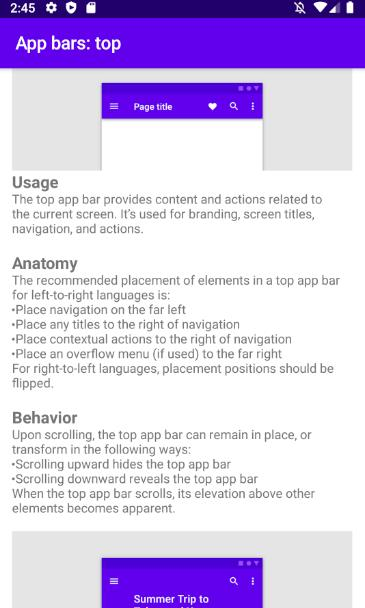 2:45
App bars: top
Page title
Usage
The top app bar provides content and actions related to
the current screen. It's used for branding, screen titles,
navigation, and actions.
Anatomy
The recommended placement of elements in a top app bar
for left-to-right languages is:
•Place navigation on the far left
•Place any titles to the right of navigation
•Place contextual actions to the right of navigation
•Place an overflow menu (if used) to the far right
For right-to-left languages, placement positions should be
flipped.
Behavior
Upon scrolling, the top app bar can remain in place, or
transform in the following ways:
•Scrolling upward hides the top app bar
•Scrolling downward reveals the top app bar
When the top app bar scrolls, its elevation above other
elements becomes apparent.
Summer Trip to